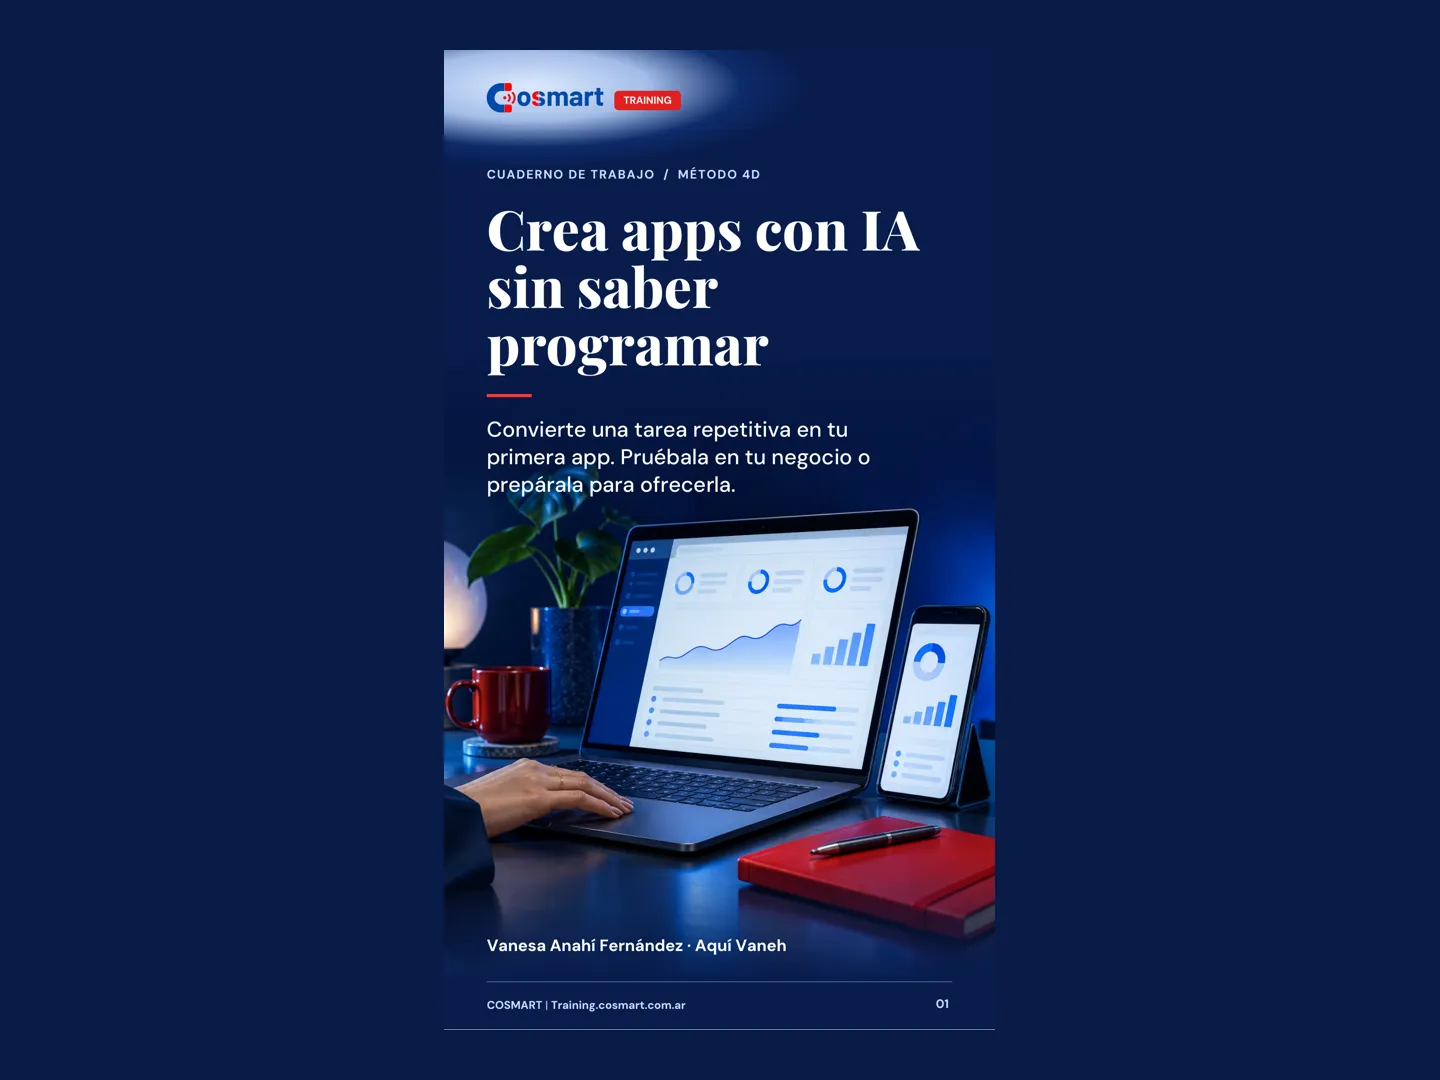 Cosmart TRAINING
CUADERNO DE TRABAJO / MÉTODO 4D
Crea apps con IA
sin saber
programar
Convierte una tarea repetitiva en tu
primera app. Pruébala en tu negocio o
prepárala para ofrecerla.
Vanesa Anahí Fernández · Aquí Vaneh
COSMART | Training.cosmart.com.ar
01